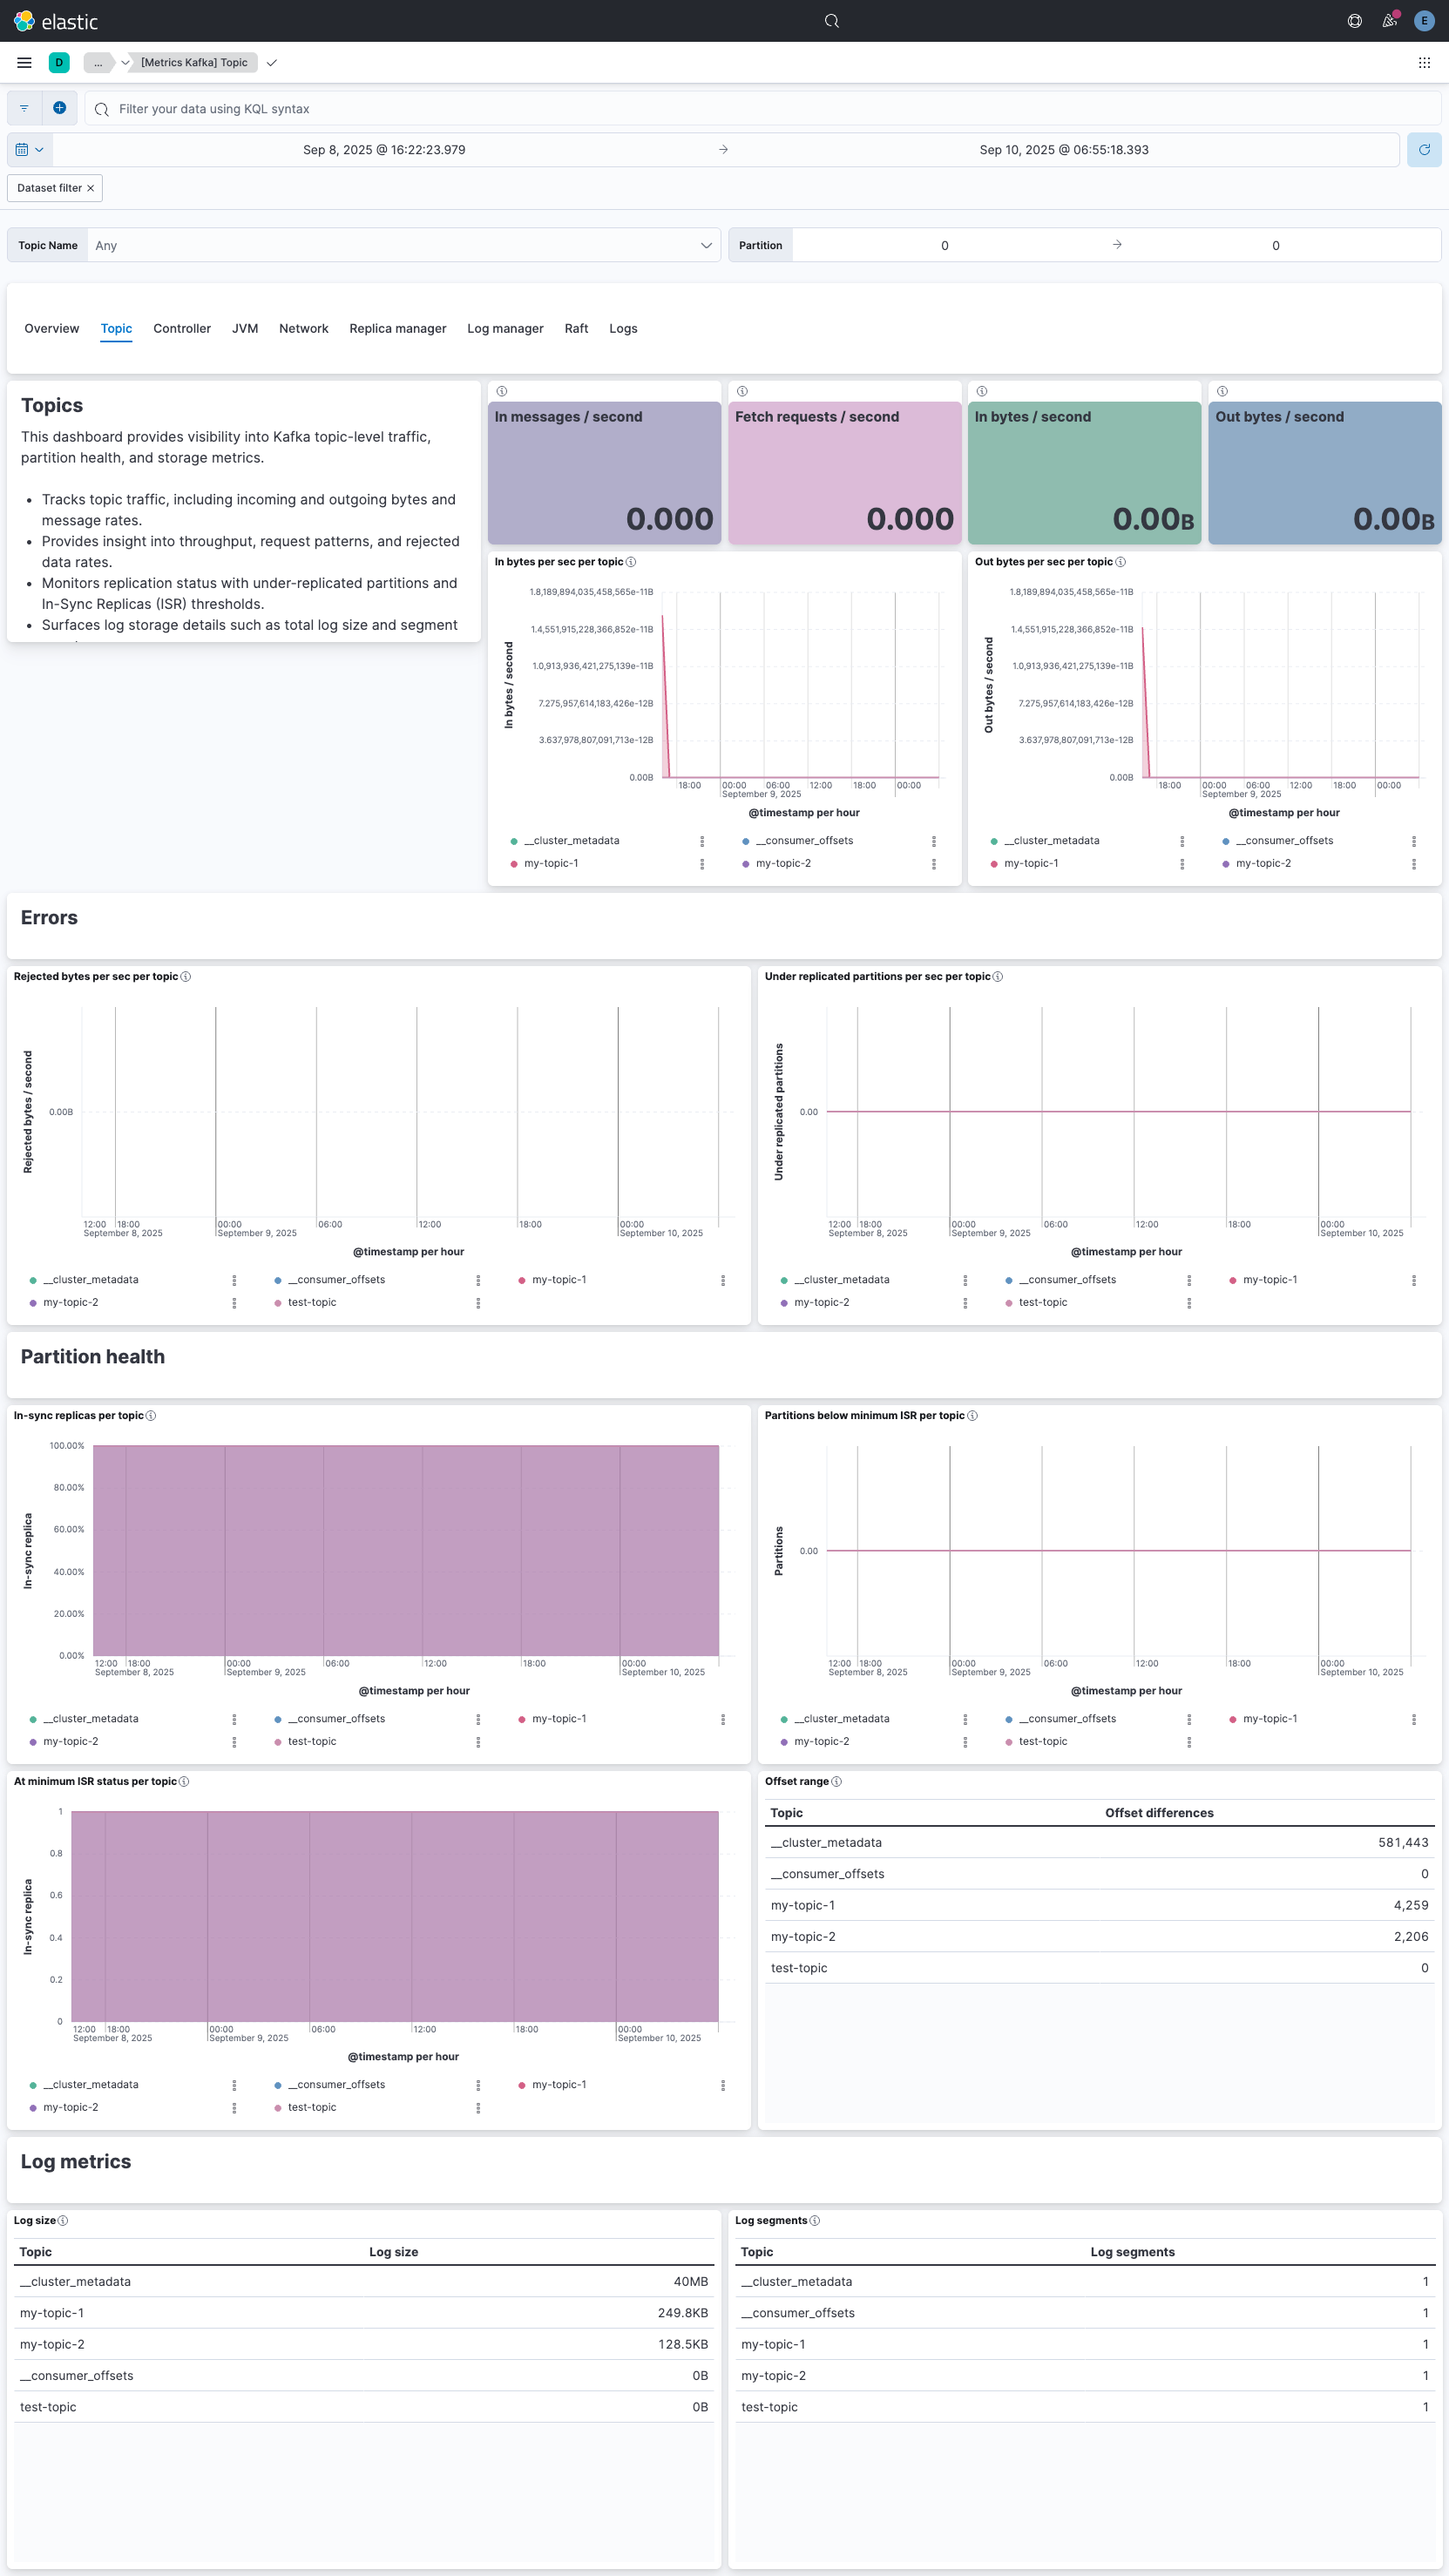 elastic
E
D
...
[Metrics Kafka] Topic
Filter your data using KQL syntax
Sep 8, 2025 @ 16:22:23.979
→
Sep 10, 2025 @ 06:55:18.393
Dataset filter ×
Topic Name
Any
Partition
0
→
0
Overview Topic Controller JVM Network Replica manager Log manager Raft Logs
Topics
This dashboard provides visibility into Kafka topic-level traffic,
partition health, and storage metrics.
• Tracks topic traffic, including incoming and outgoing bytes and
message rates.
• Provides insight into throughput, request patterns, and rejected
data rates.
• Monitors replication status with under-replicated partitions and
In-Sync Replicas (ISR) thresholds.
• Surfaces log storage details such as total log size and segment
In messages / second
0.000
Fetch requests / second
0.000
In bytes / second
0.00B
Out bytes / second
0.00B
In bytes per sec per topic
In bytes / second
1.8,189,894,035,458,565e-11B
1.4,551,915,228,366,852e-11B
1.0,913,936,421,275,139e-11B
7.275,957,614,183,426e-12B
3.637,978,807,091,713e-12B
0.00B
18:00 00:00 06:00 12:00 18:00 00:00
September 9, 2025
@timestamp per hour
__cluster_metadata
__consumer_offsets
my-topic-1
my-topic-2
Out bytes per sec per topic
Out bytes / second
1.8,189,894,035,458,565e-11B
1.4,551,915,228,366,852e-11B
1.0,913,936,421,275,139e-11B
7.275,957,614,183,426e-12B
3.637,978,807,091,713e-12B
0.00B
18:00 00:00 06:00 12:00 18:00 00:00
September 9, 2025
@timestamp per hour
__cluster_metadata
__consumer_offsets
my-topic-1
my-topic-2
Errors
Rejected bytes per sec per topic
Rejected bytes / second
0.00B
12:00 18:00 00:00 06:00 12:00 18:00 00:00
September 8, 2025 September 9, 2025 September 10, 2025
@timestamp per hour
__cluster_metadata
__consumer_offsets
my-topic-1
my-topic-2
test-topic
Under replicated partitions per sec per topic
Under replicated partitions
0.00
12:00 18:00 00:00 06:00 12:00 18:00 00:00
September 8, 2025 September 9, 2025 September 10, 2025
@timestamp per hour
__cluster_metadata
__consumer_offsets
my-topic-1
my-topic-2
test-topic
Partition health
In-sync replicas per topic
In-sync replica
100.00%
80.00%
60.00%
40.00%
20.00%
0.00%
12:00 18:00 00:00 06:00 12:00 18:00 00:00
September 8, 2025 September 9, 2025 September 10, 2025
@timestamp per hour
__cluster_metadata
__consumer_offsets
my-topic-1
my-topic-2
test-topic
Partitions below minimum ISR per topic
Partitions
0.00
12:00 18:00 00:00 06:00 12:00 18:00 00:00
September 8, 2025 September 9, 2025 September 10, 2025
@timestamp per hour
__cluster_metadata
__consumer_offsets
my-topic-1
my-topic-2
test-topic
At minimum ISR status per topic
In-sync replica
1
0.8
0.6
0.4
0.2
0
12:00 18:00 00:00 06:00 12:00 18:00 00:00
September 8, 2025 September 9, 2025 September 10, 2025
@timestamp per hour
__cluster_metadata
__consumer_offsets
my-topic-1
my-topic-2
test-topic
Offset range
Topic Offset differences
__cluster_metadata 581,443
__consumer_offsets 0
my-topic-1 4,259
my-topic-2 2,206
test-topic 0
Log metrics
Log size
Topic Log size
__cluster_metadata 40MB
my-topic-1 249.8KB
my-topic-2 128.5KB
__consumer_offsets 0B
test-topic 0B
Log segments
Topic Log segments
__cluster_metadata 1
__consumer_offsets 1
my-topic-1 1
my-topic-2 1
test-topic 1